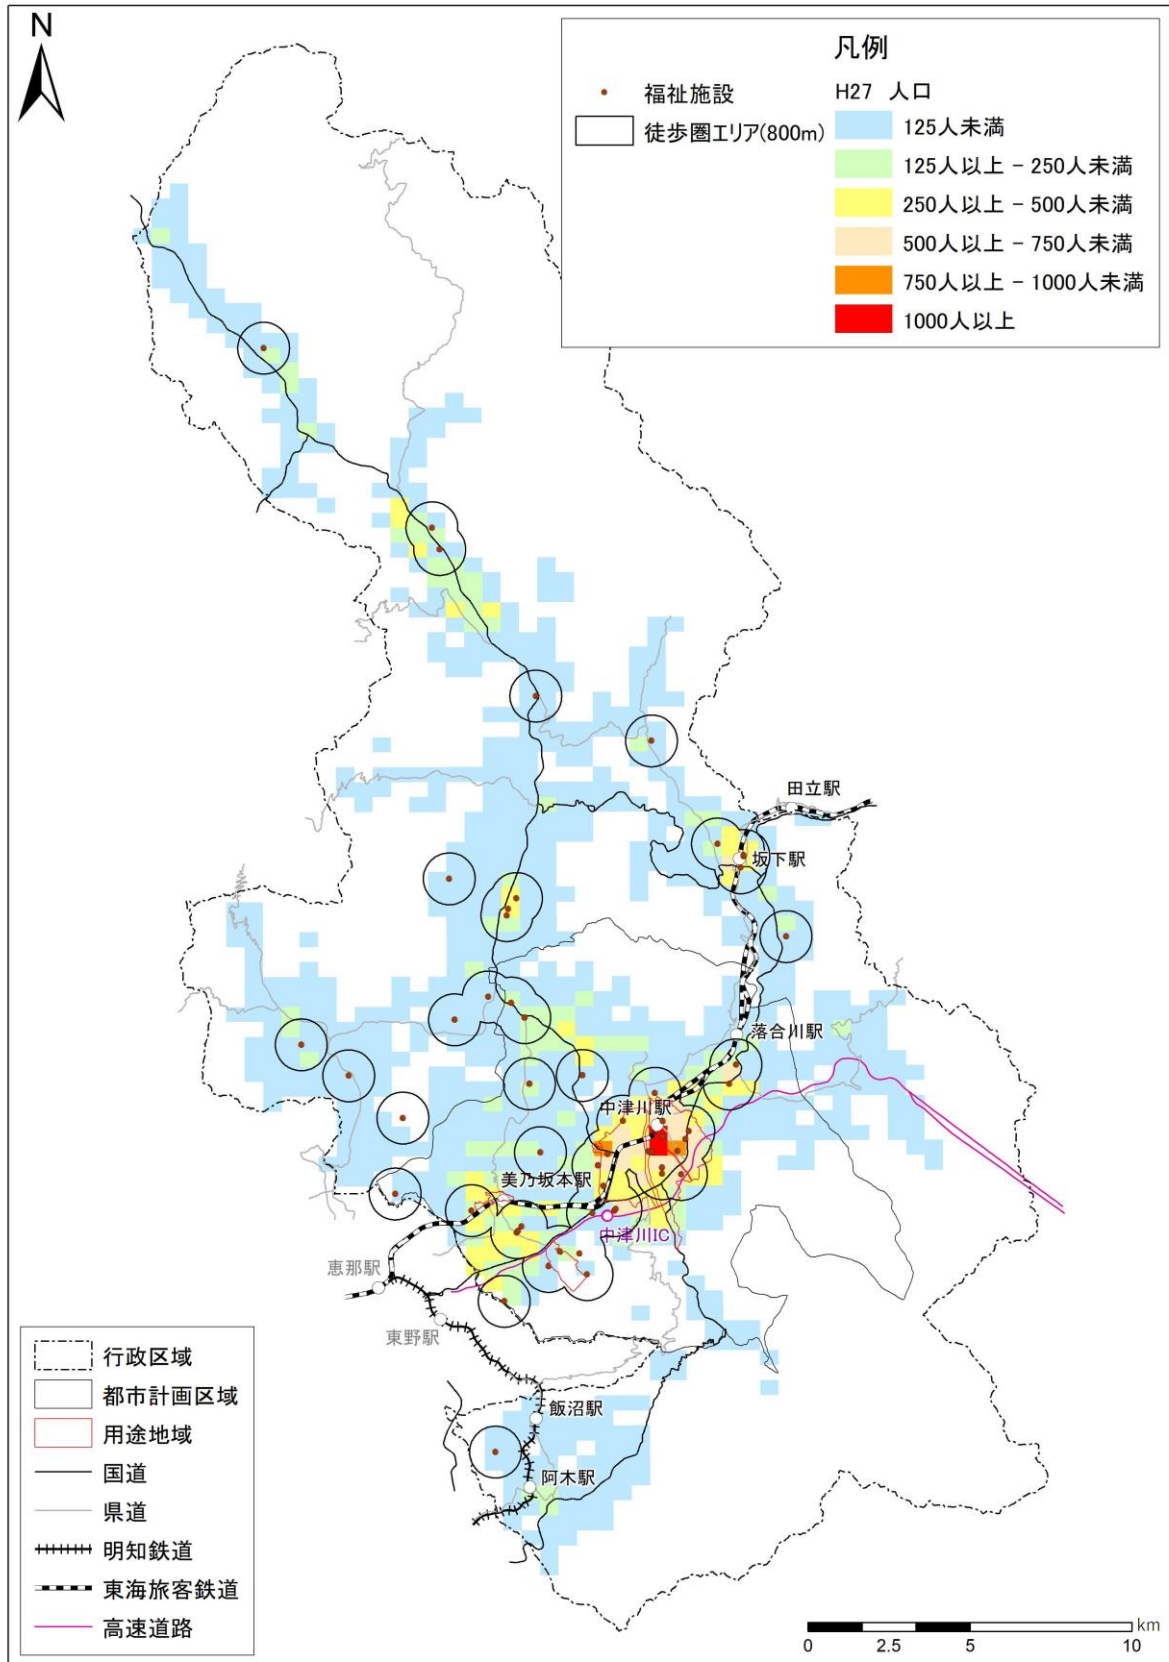 N
凡例
福祉施設
徒歩圏エリア(800m)
H27 人口
125人未満
125人以上 - 250人未満
250人以上 - 500人未満
500人以上 - 750人未満
750人以上 - 1000人未満
1000人以上
田立駅
坂下駅
落合川駅
中津川駅
美乃坂本駅
中津川IC
恵那駅
東野駅
飯沼駅
阿木駅
行政区域
都市計画区域
用途地域
国道
県道
明知鉄道
東海旅客鉄道
高速道路
km
0 2.5 5 10